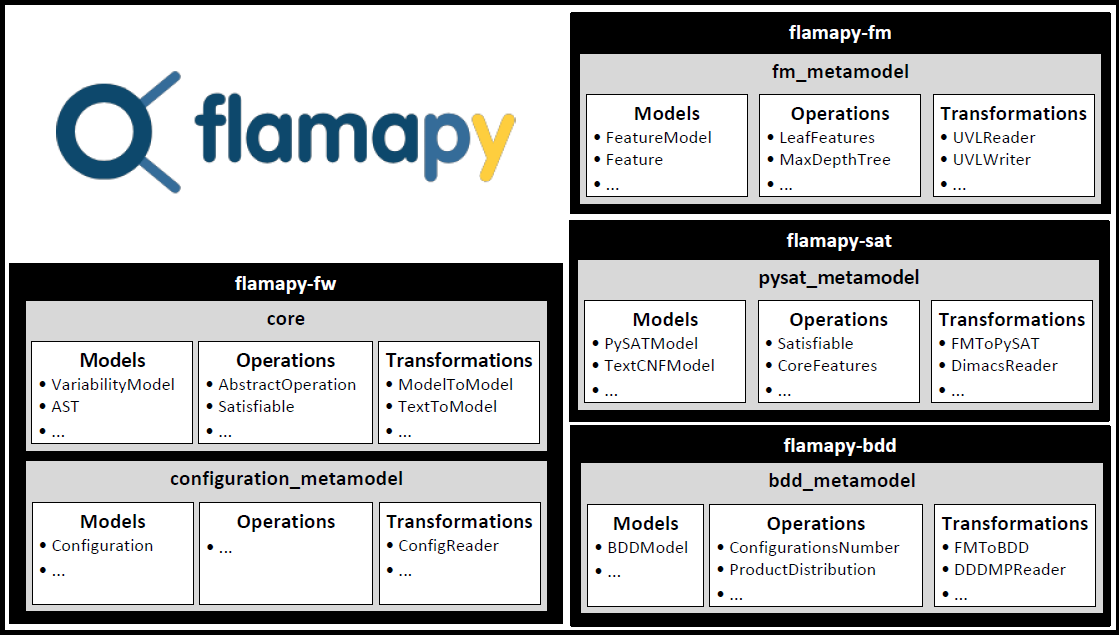 flamapy
flamapy-fw
core
Models
• VariabilityModel
• AST
• ...
Operations
• AbstractOperation
• Satisfiable
• ...
Transformations
• ModelToModel
• TextToModel
• ...
configuration_metamodel
Models
• Configuration
• ...
Operations
• ...
Transformations
• ConfigReader
• ...
flamapy-fm
fm_metamodel
Models
• FeatureModel
• Feature
• ...
Operations
• LeafFeatures
• MaxDepthTree
• ...
Transformations
• UVLReader
• UVLWriter
• ...
flamapy-sat
pysat_metamodel
Models
• PySATModel
• TextCNFModel
• ...
Operations
• Satisfiable
• CoreFeatures
• ...
Transformations
• FMToPySAT
• DimacsReader
• ...
flamapy-bdd
bdd_metamodel
Models
• BDDModel
• ...
Operations
• ConfigurationsNumber
• ProductDistribution
• ...
Transformations
• FMToBDD
• DDDMPReader
• ...